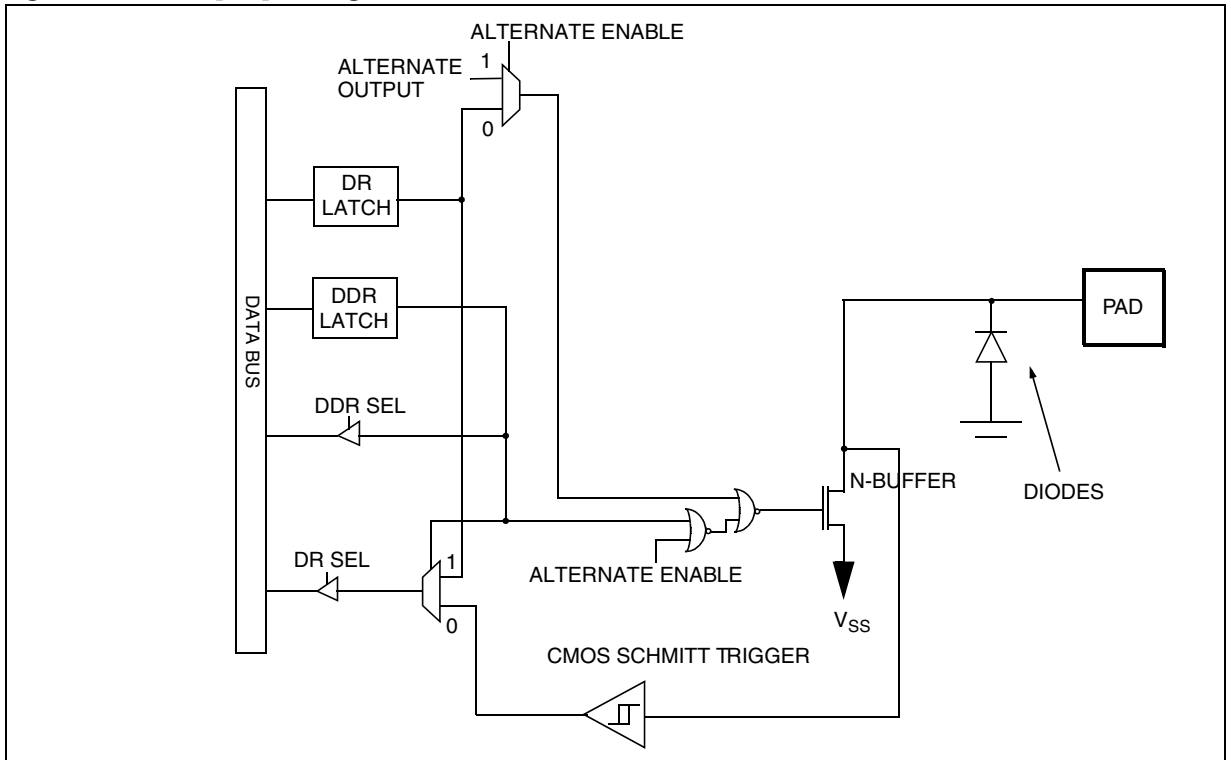 ALTERNATE ENABLE
1
ALTERNATE
OUTPUT
0
DR
LATCH
DDR
LATCH
PAD
DATA BUS
DDR SEL
N-BUFFER
DIODES
DR SEL
1
ALTERNATE ENABLE
0
VSS
CMOS SCHMITT TRIGGER